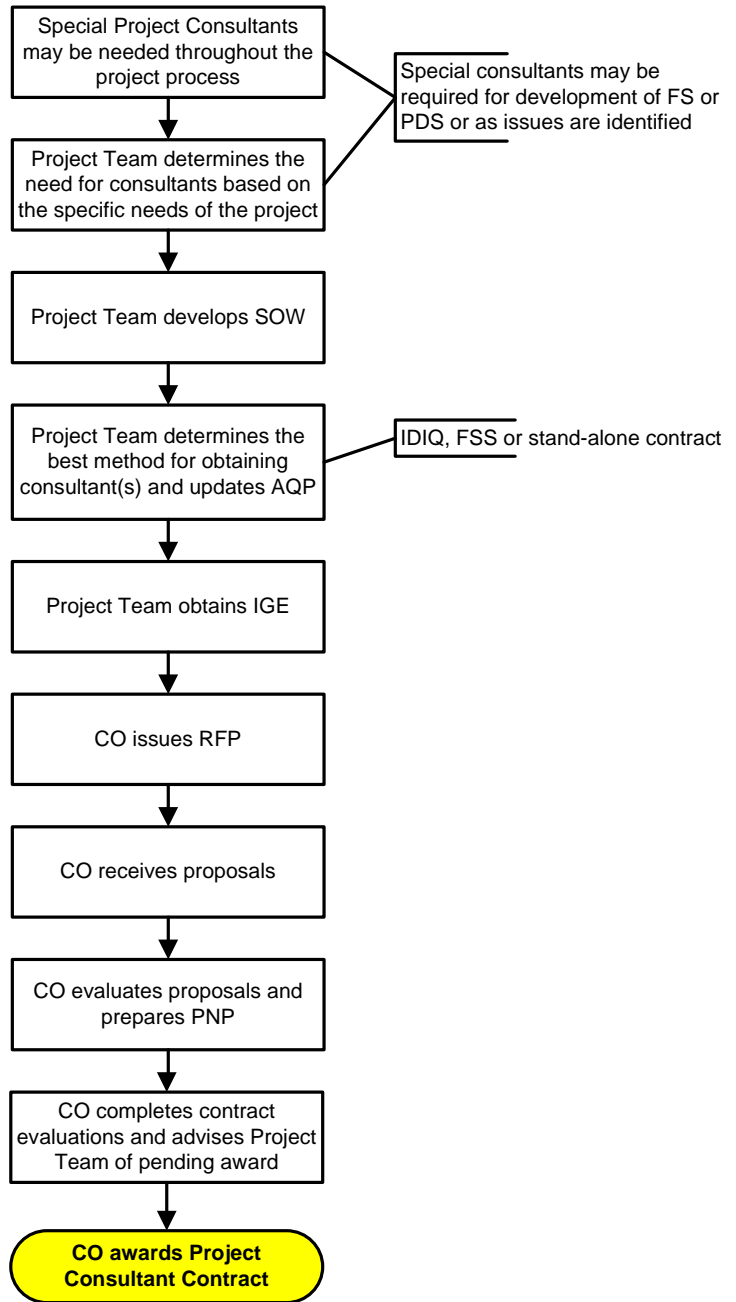 Special Project Consultants
may be needed throughout the
project process
Special consultants may be
required for development of FS or
PDS or as issues are identified
Project Team determines the
need for consultants based on
the specific needs of the project
Project Team develops SOW
Project Team determines the
best method for obtaining
consultant(s) and updates AQP
IDIQ, FSS or stand-alone contract
Project Team obtains IGE
CO issues RFP
CO receives proposals
CO evaluates proposals and
prepares PNP
CO completes contract
evaluations and advises Project
Team of pending award
CO awards Project
Consultant Contract